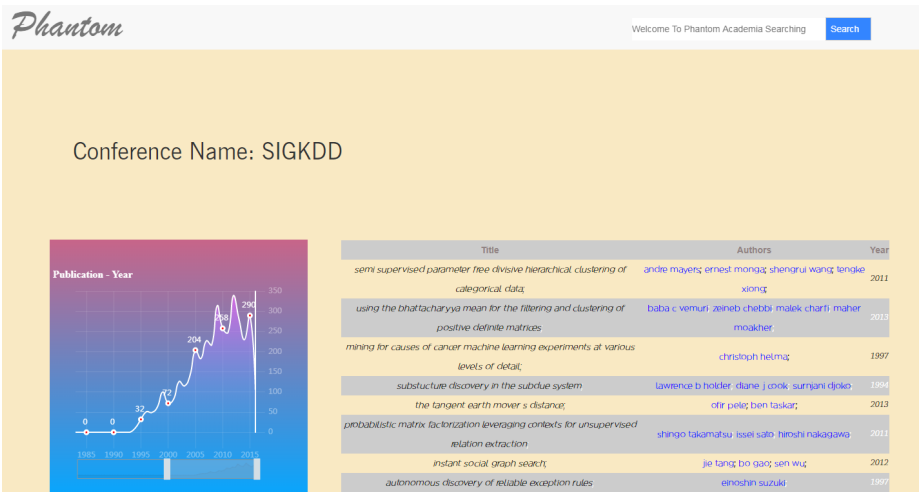 Phantom
Welcome To Phantom Academia Searching
Search
Conference Name: SIGKDD
Publication - Year
350
300
250
200
150
100
50
0
0
0
32
72
204
258
290
1985 1990 1995 2000 2005 2010 2015
Title Authors Year
semi supervised parameter free divisive hierarchical clustering of
categorical data;
andre mayers; ernest monga; shengrui wang; tengke
xiong;
2011
using the bhattacharyya mean for the filtering and clustering of
positive definite matrices
baba c vemuri; zeineb chebbi; malek charfi; maher
moakher;
2013
mining for causes of cancer machine learning experiments at various
levels of detail;
christoph helma;
1997
substucture discovery in the subdue system
lawrence b holder; diane j cook; surnjani djoko;
1994
the tangent earth mover s distance;
ofir pele; ben taskar;
2013
probabilistic matrix factorization leveraging contexts for unsupervised
relation extraction
shingo takamatsu; issei sato; hiroshi nakagawa;
2011
instant social graph search;
jie tang; bo gao; sen wu;
2012
autonomous discovery of reliable exception rules
einoshin suzuki;
1997